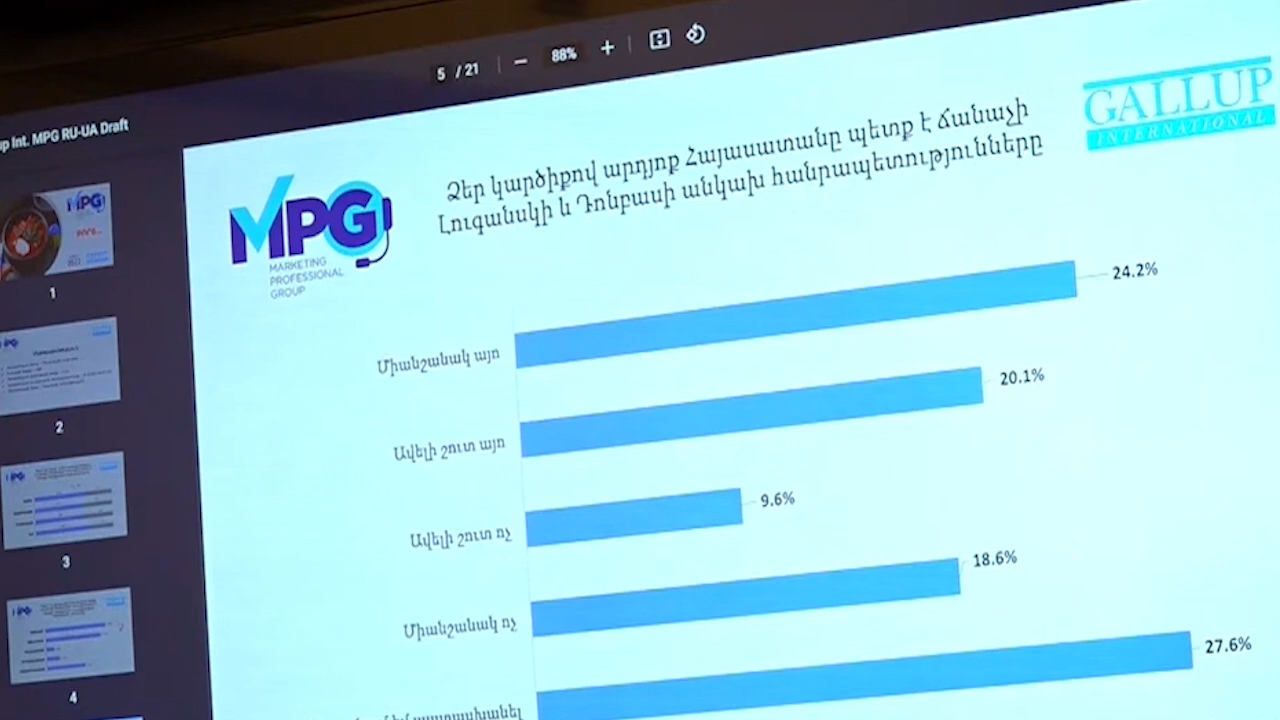 5 / 21 — 88% +
Int. MPG RU-UA Draft
GALLUP
INTERNATIONAL
MPG
MARKETING
PROFESSIONAL
GROUP
Ձեր կարծիքով արդյոք Հայաստանը պետք է ճանաչի
Լուգանսկի և Դոնբասի անկախ հանրապետությունները
Միանշանակ այո 24.2%
Ավելի շուտ այո 20.1%
Ավելի շուտ ոչ 9.6%
Միանշանակ ոչ 18.6%
27.6%
1
2
3
4